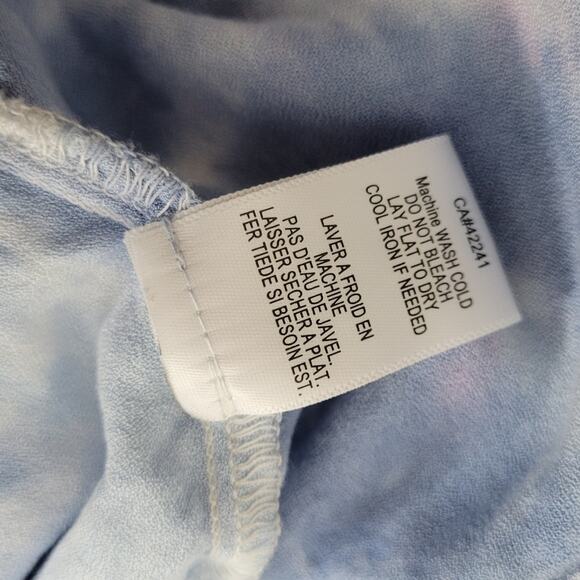 CA#42241
Machine WASH COLD
DO NOT BLEACH
LAY FLAT TO DRY
COOL IRON IF NEEDED
LAVER A FROID EN
MACHINE
PAS D'EAU DE JAVEL.
LAISSER SECHER A PLAT.
FER TIEDE SI BESOIN EST.